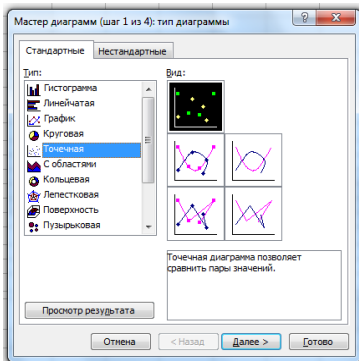 Мастер диаграмм (шаг 1 из 4): тип диаграммы
Стандартные
Нестандартные
Тип:
Гистограмма
Линейчатая
График
Круговая
Точечная
С областями
Кольцевая
Лепестковая
Поверхность
Пузырьковая
Вид:
Точечная диаграмма позволяет
сравнить пары значений.
Просмотр результата
Отмена
< Назад
Далее >
Готово